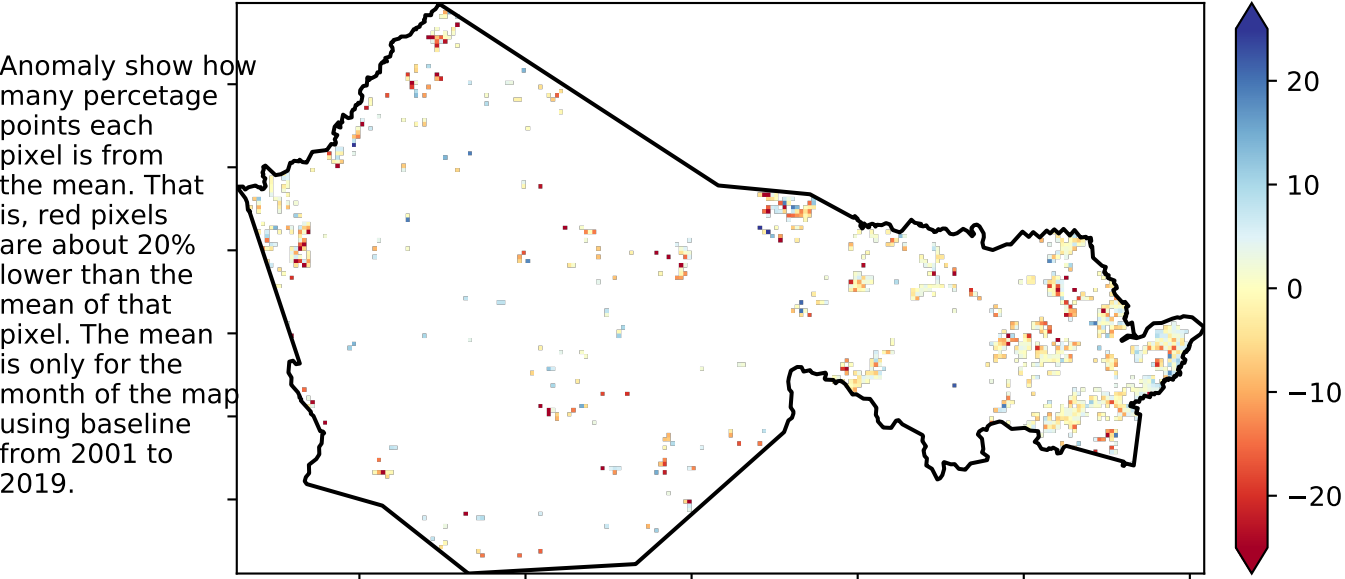 Anomaly show how
many percetage
points each
pixel is from
the mean. That
is, red pixels
are about 20%
lower than the
mean of that
pixel. The mean
is only for the
month of the map
using baseline
from 2001 to
2019.
20
10
0
−10
−20